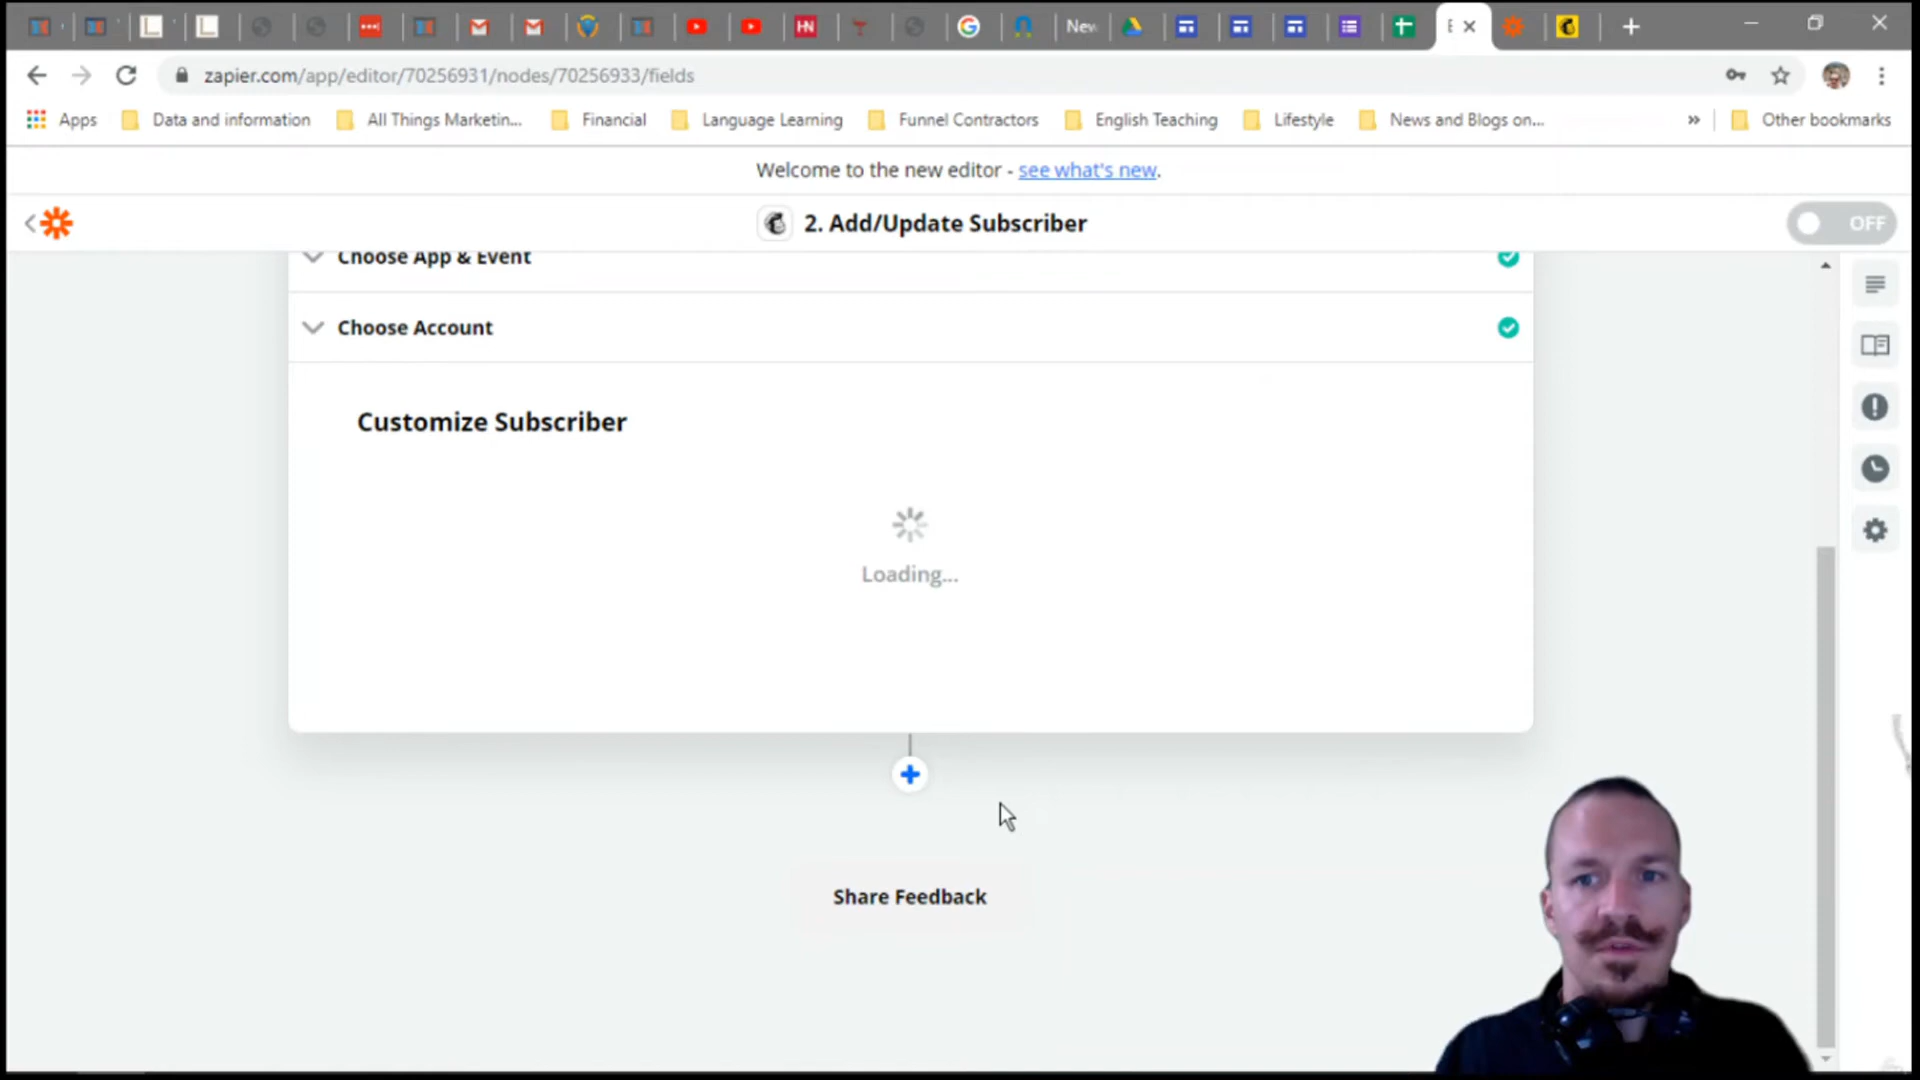 HN
New
E
zapier.com/app/editor/70256931/nodes/70256933/fields
Apps
Data and information
All Things Marketin...
Financial
Language Learning
Funnel Contractors
English Teaching
Lifestyle
News and Blogs on...
»
Other bookmarks
Welcome to the new editor - see what's new.
2. Add/Update Subscriber
OFF
Choose App & Event
Choose Account
Customize Subscriber
Loading...
Share Feedback